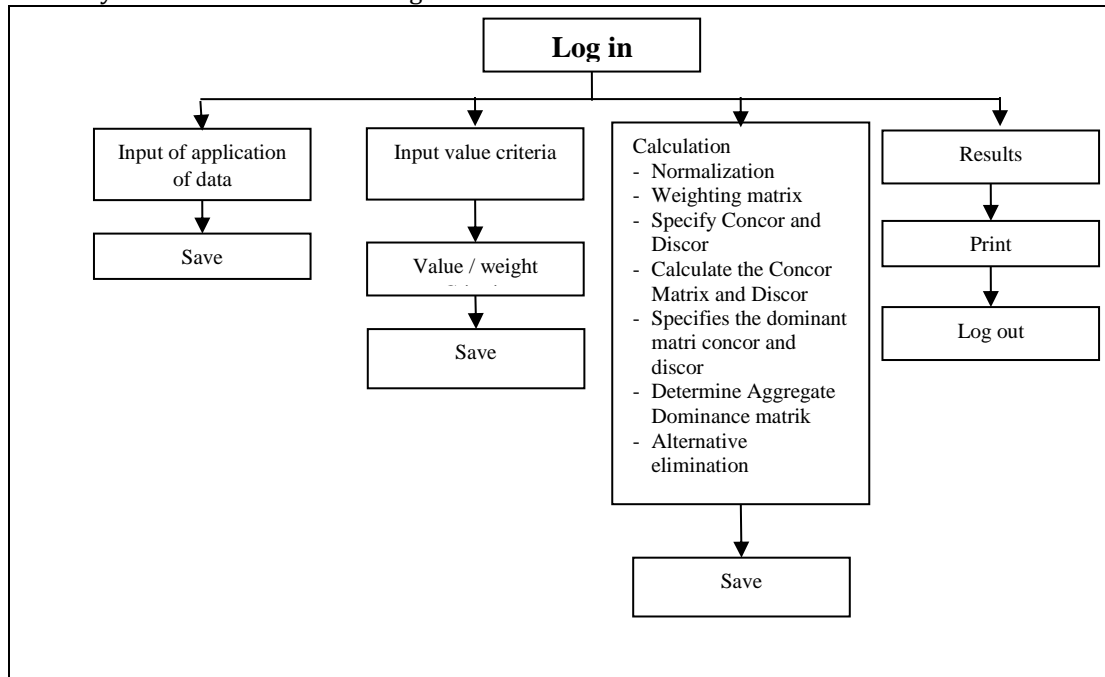 Log in
Input of application
of data
Save
Input value criteria
Value / weight
Save
Calculation
- Normalization
- Weighting matrix
- Specify Concor and
Discor
- Calculate the Concor
Matrix and Discor
- Specifies the dominant
matri concor and
discor
- Determine Aggregate
Dominance matrik
- Alternative
elimination
Save
Results
Print
Log out